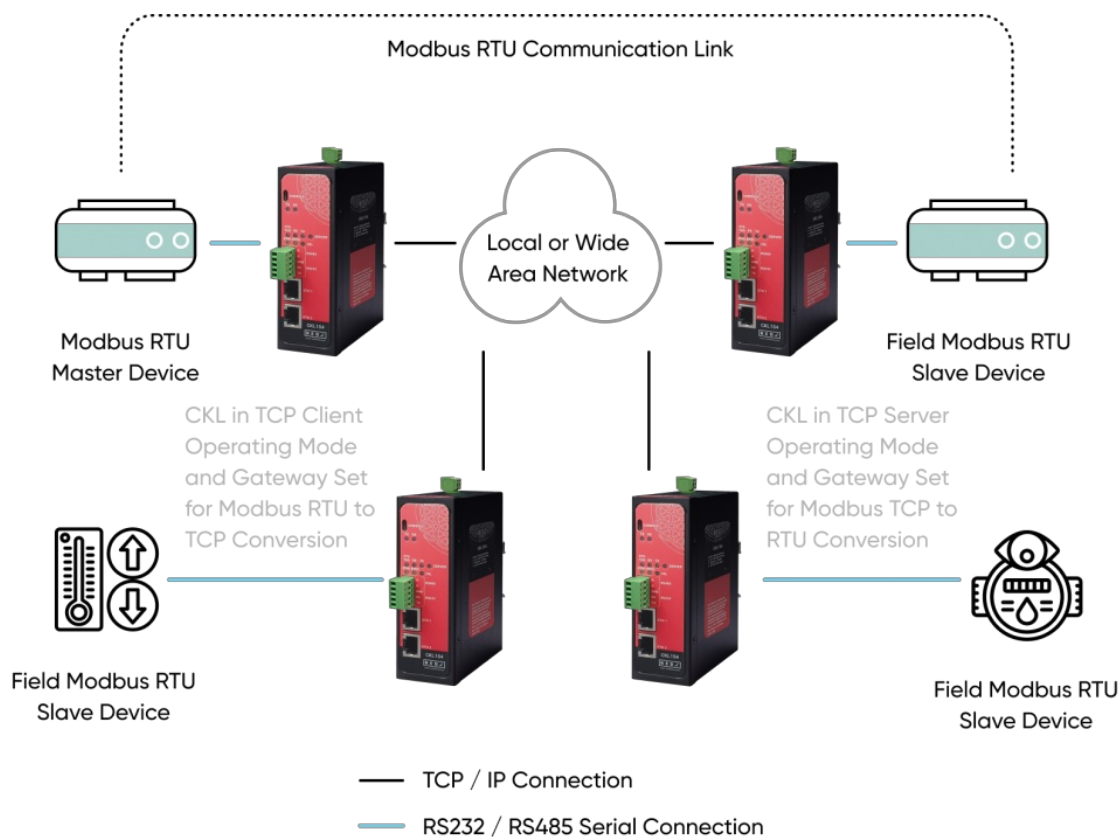 Modbus RTU Communication Link
Local or Wide
Area Network
Modbus RTU
Master Device
Field Modbus RTU
Slave Device
CKL in TCP Client
Operating Mode
and Gateway Set
for Modbus RTU to
TCP Conversion
CKL in TCP Server
Operating Mode
and Gateway Set
for Modbus TCP to
RTU Conversion
Field Modbus RTU
Slave Device
Field Modbus RTU
Slave Device
TCP / IP Connection
RS232 / RS485 Serial Connection